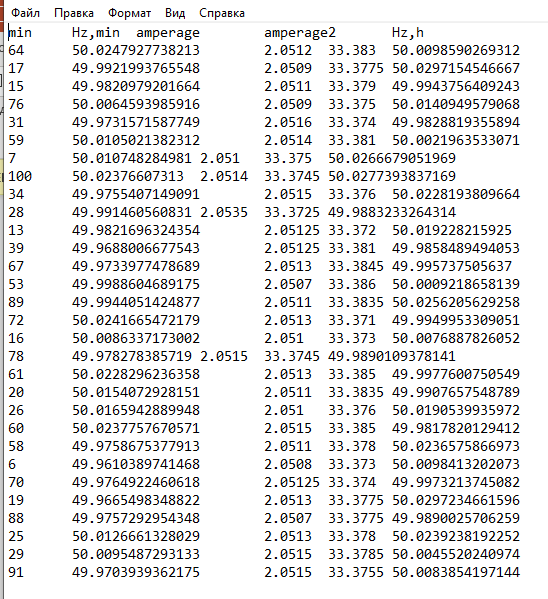 Файл Правка Формат Вид Справка
min Hz,min amperage amperage2 Hz,h
64 50.0247927738213 2.0512 33.383 50.0098590269312
17 49.9921993765548 2.0509 33.3775 50.0297154546667
15 49.9820979201664 2.0511 33.379 49.9943756409243
76 50.0064593985916 2.0509 33.375 50.0140949579068
31 49.9731571587749 2.0516 33.374 49.9828819355894
59 50.0105021382312 2.0514 33.381 50.0021963533071
7 50.010748284981 2.051 33.375 50.0266679051969
100 50.02376607313 2.0514 33.3745 50.0277393837169
34 49.9755407149091 2.0515 33.376 50.0228193809664
28 49.991460560831 2.0535 33.3725 49.9883233264314
13 49.9821696324354 2.05125 33.372 50.019228215925
39 49.9688006677543 2.05125 33.381 49.9858489494053
67 49.9733977478689 2.0513 33.3845 49.995737505637
53 49.9988604689175 2.0507 33.386 50.0009218658139
89 49.9944051424877 2.0511 33.3835 50.0256205629258
72 50.0241665472179 2.0513 33.371 49.9949953309051
16 50.0086337173002 2.051 33.373 50.0076887826052
78 49.978278385719 2.0515 33.3745 49.9890109378141
61 50.0228296236358 2.0513 33.385 49.9977600750549
20 50.0154072928151 2.0511 33.3835 49.9907657548789
26 50.0165942889948 2.051 33.376 50.0190539935972
60 50.0237757670571 2.0515 33.385 49.9817820129412
58 49.9758675377913 2.0511 33.378 50.0236575866973
6 49.9610389741468 2.0508 33.373 50.0098413202073
70 49.9764922460618 2.05125 33.374 49.9973213745082
19 49.9665498348822 2.0513 33.3775 50.0297234661596
88 49.9757292954348 2.0507 33.3775 49.9890025706259
25 50.0126661328029 2.0513 33.378 50.0239238192252
29 50.0095487293133 2.0515 33.3785 50.0045520240974
91 49.9703939362175 2.0515 33.3755 50.0083854197144